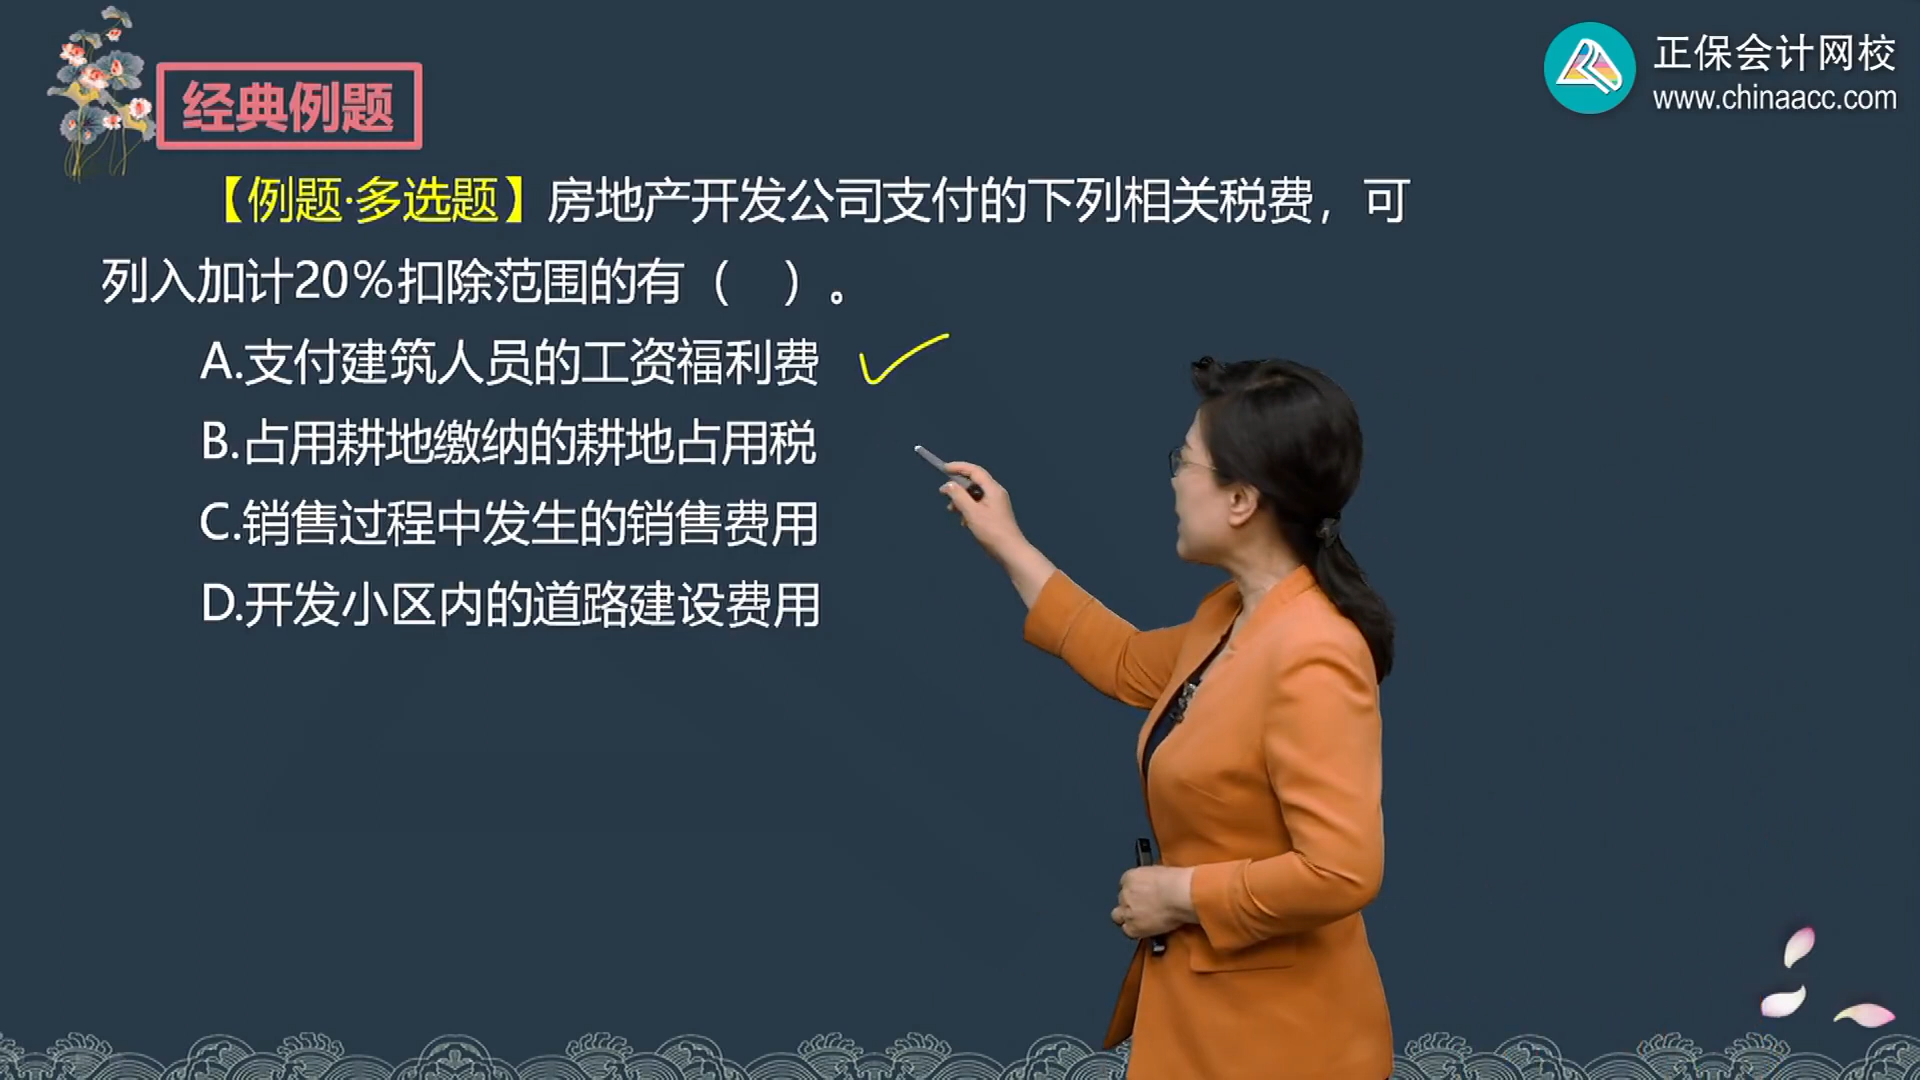 正保会计网校
www.chinaacc.com
经典例题
【例题·多选题】房地产开发公司支付的下列相关税费，可
列入加计20%扣除范围的有（ ）。
A.支付建筑人员的工资福利费
B.占用耕地缴纳的耕地占用税
C.销售过程中发生的销售费用
D.开发小区内的道路建设费用